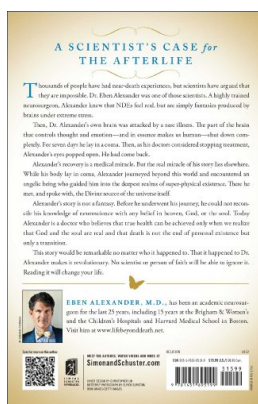 A SCIENTIST'S CASE for
THE AFTERLIFE
Thousands of people have had near-death experiences, but scientists have argued that
they are impossible. Dr. Eben Alexander was one of those scientists. A highly trained
neurosurgeon, Alexander knew that NDEs feel real, but are simply fantasies produced by
brains under extreme stress.
Then, Dr. Alexander's own brain was attacked by a rare illness. The part of the brain
that controls thought and emotion—and in essence makes us human—shut down com-
pletely. For seven days he lay in a coma. Then, as his doctors considered stopping treatment,
Alexander's eyes popped open. He had come back.
Alexander's recovery is a medical miracle. But the real miracle of his story lies elsewhere.
While his body lay in coma, Alexander journeyed beyond this world and encountered an
angelic being who guided him into the deepest realms of super-physical existence. There he
met, and spoke with, the Divine source of the universe itself.
Alexander's story is not a fantasy. Before he underwent his journey, he could not recon-
cile his knowledge of neuroscience with any belief in heaven, God, or the soul. Today
Alexander is a doctor who believes that true health can be achieved only when we realize
that God and the soul are real and that death is not the end of personal existence but
only a transition.
This story would be remarkable no matter who it happened to. That it happened to Dr.
Alexander makes it revolutionary. No scientist or person of faith will be able to ignore it.
Reading it will change your life.
EBEN ALEXANDER, M.D., has been an academic neurosur-
geon for the last 25 years, including 15 years at the Brigham & Women's
and the Children's Hospitals and Harvard Medical School in Boston.
Visit him at www.lifebeyonddeath.net.
MEET THE AUTHORS, WATCH VIDEOS AND MORE AT
SimonandSchuster.com